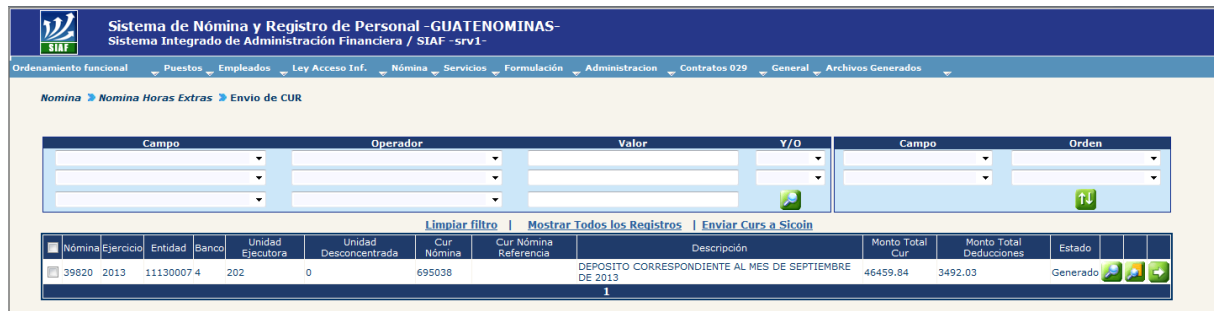 Sistema de Nómina y Registro de Personal -GUATENOMINAS-
SIAF
Sistema Integrado de Administración Financiera / SIAF -srv1-
Ordenamiento funcional Puestos Empleados Ley Acceso Inf. Nómina Servicios Formulación Administracion Contratos 029 General Archivos Generados
Nomina Nomina Horas Extras Envio de CUR
Campo Operador Valor Y/O Campo Orden
Limpiar filtro | Mostrar Todos los Registros | Enviar Curs a Sicoin
Nómina Ejercicio Entidad Banco Unidad Ejecutora Unidad Desconcentrada Cur Nómina Cur Nómina Referencia Descripción Monto Total Cur Monto Total Deducciones Estado
39820 2013 11130007 4 202 0 695038 DEPOSITO CORRESPONDIENTE AL MES DE SEPTIEMBRE DE 2013 46459.84 3492.03 Generado
1